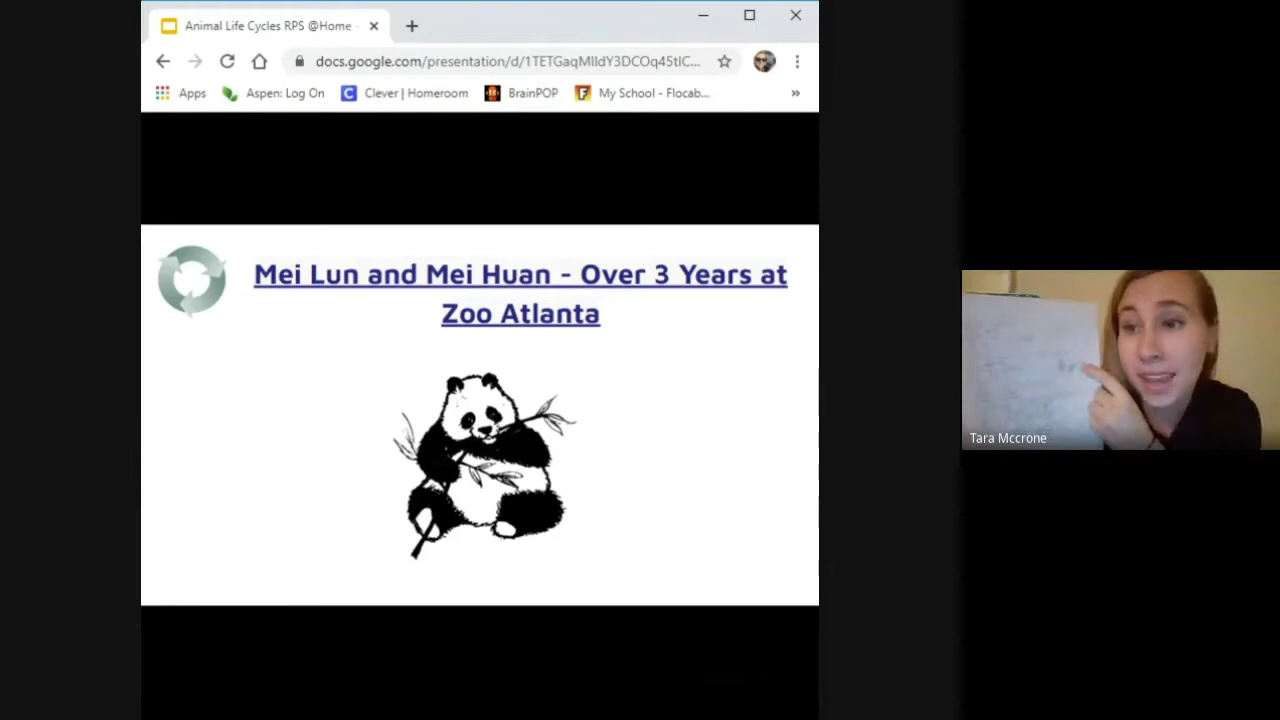 Animal Life Cycles RPS @Home -
docs.google.com/presentation/d/1TETGaqMlldY3DCOq45tlC...
Apps
Aspen: Log On
Clever | Homeroom
BrainPOP
My School - Flocab...
»
Mei Lun and Mei Huan - Over 3 Years at
Zoo Atlanta
Tara Mccrone